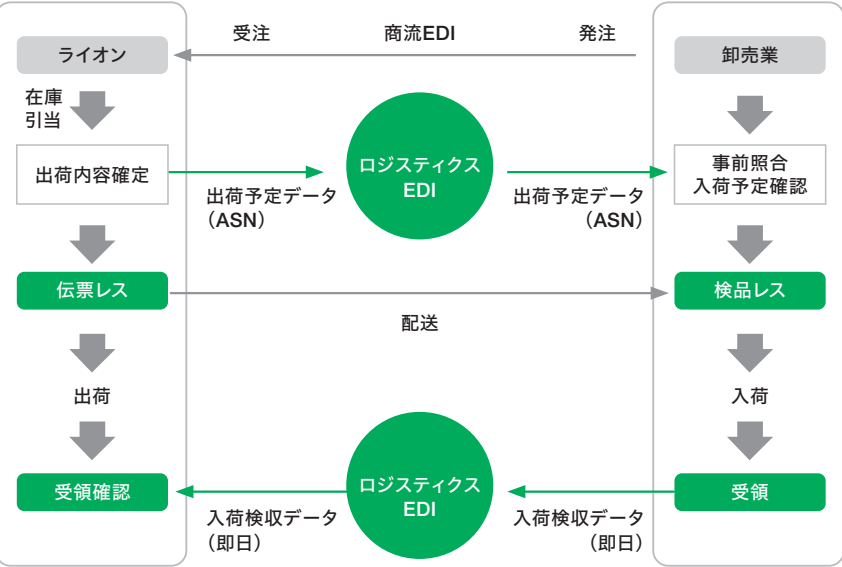 受注
商流EDI
発注
ライオン
卸売業
在庫
引当
出荷内容確定
ロジスティクス
EDI
事前照合
入荷予定確認
出荷予定データ
（ASN）
出荷予定データ
（ASN）
伝票レス
検品レス
配送
出荷
入荷
受領確認
ロジスティクス
EDI
受領
入荷検収データ
（即日）
入荷検収データ
（即日）